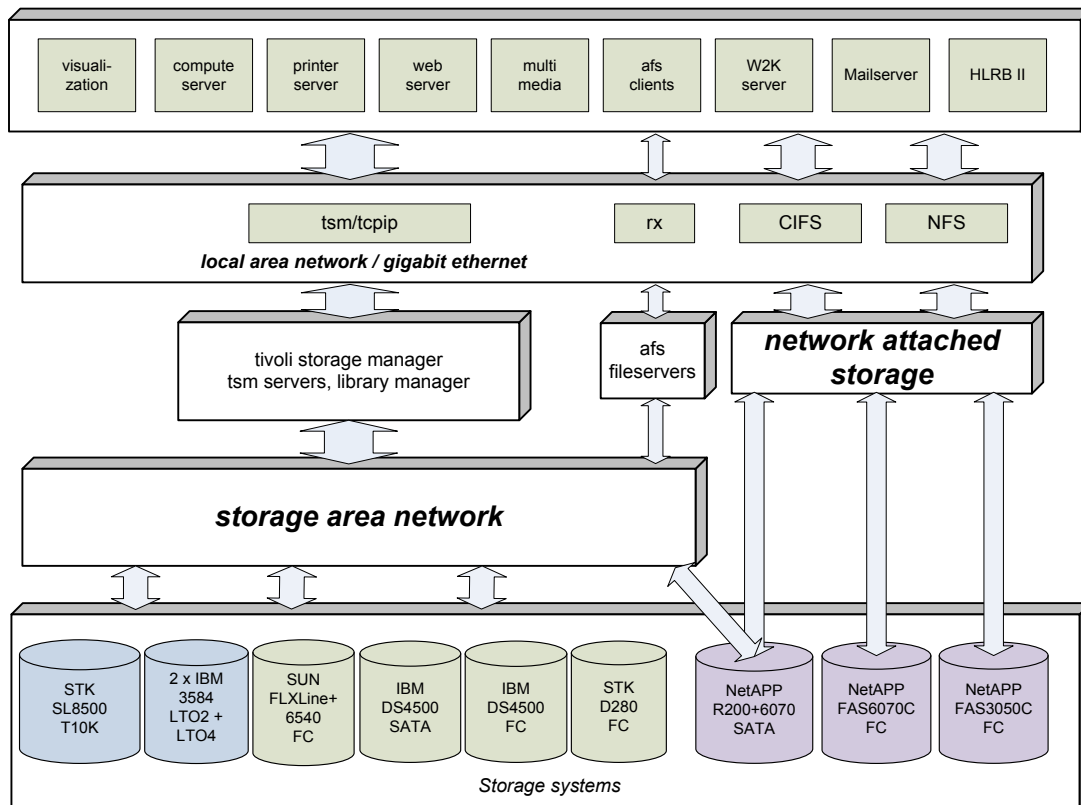 visuali-
zation
compute
server
printer
server
web
server
multi
media
afs
clients
W2K
server
Mailserver
HLRB II
tsm/tcpip
rx
CIFS
NFS
local area network / gigabit ethernet
tivoli storage manager
tsm servers, library manager
afs
fileservers
network attached
storage
storage area network
STK
SL8500
T10K
2 x IBM
3584
LTO2 +
LTO4
SUN
FLXLine+
6540
FC
IBM
DS4500
SATA
IBM
DS4500
FC
STK
D280
FC
NetAPP
R200+6070
SATA
NetAPP
FAS6070C
FC
NetAPP
FAS3050C
FC
Storage systems